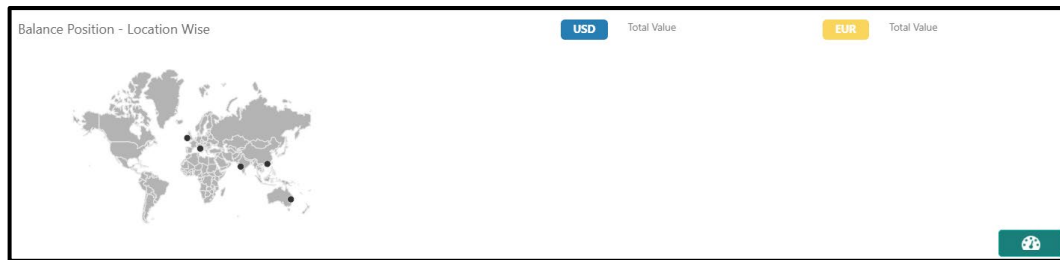 Balance Position - Location Wise
USD
Total Value
EUR
Total Value